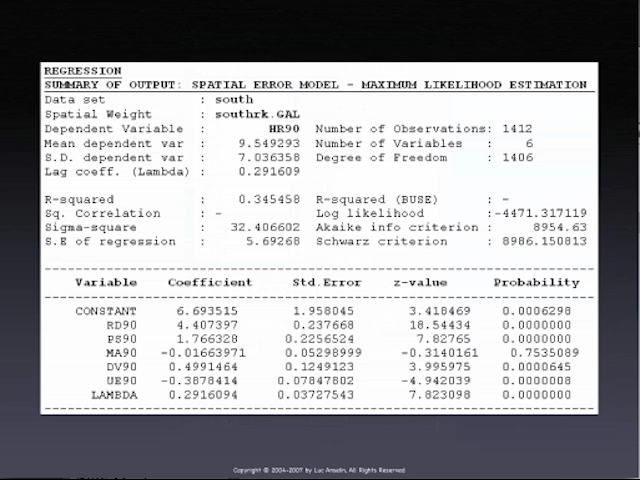 REGRESSION
SUMMARY OF OUTPUT: SPATIAL ERROR MODEL - MAXIMUM LIKELIHOOD ESTIMATION
Data set : south
Spatial Weight : southrk.GAL
Dependent Variable : HR90 Number of Observations: 1412
Mean dependent var : 9.549293 Number of Variables : 6
S.D. dependent var : 7.036358 Degree of Freedom : 1406
Lag coeff. (Lambda) : 0.291609
R-squared : 0.345458 R-squared (BUSE) : -
Sq. Correlation : - Log likelihood :-4471.317119
Sigma-square : 32.406602 Akaike info criterion : 8954.63
S.E of regression : 5.69268 Schwarz criterion : 8986.150813
Variable Coefficient Std.Error z-value Probability
CONSTANT 6.693515 1.958045 3.418469 0.0006298
RD90 4.407397 0.237668 18.54434 0.0000000
PS90 1.766328 0.2256524 7.82765 0.0000000
MA90 -0.01663971 0.05298999 -0.3140161 0.7535089
DV90 0.4991464 0.1249123 3.995975 0.0000645
UE90 -0.3878414 0.07847802 -4.942039 0.0000008
LAMBDA 0.2916094 0.03727543 7.823098 0.0000000
Copyright © 2004-2007 by Luc Anselin, All Rights Reserved